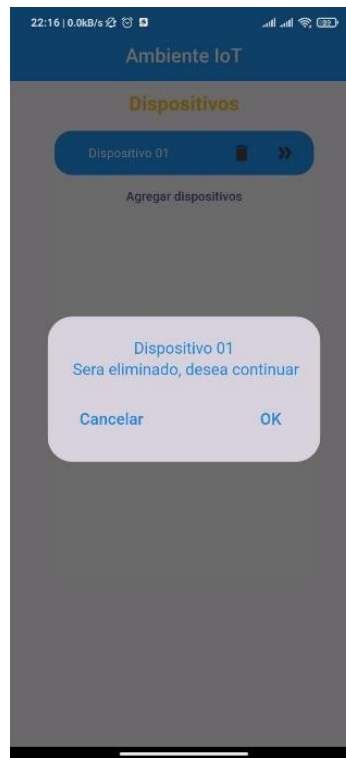 22:16 | 0.0kB/s
Ambiente IoT
Dispositivos
Dispositivo 01
Agregar dispositivos
Dispositivo 01
Sera eliminado, desea continuar
Cancelar OK